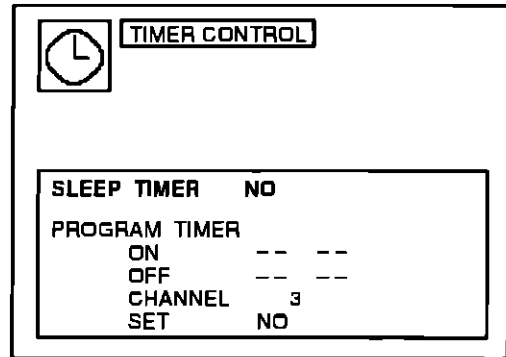 TIMER CONTROL
SLEEP TIMER NO
PROGRAM TIMER
ON -- --
OFF -- --
CHANNEL 3
SET NO